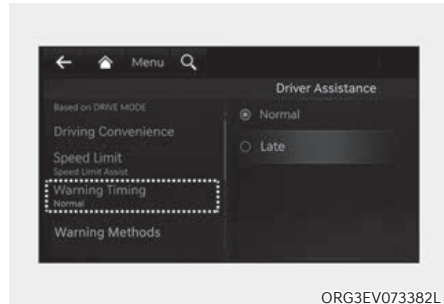 Menu
Driver Assistance
Based on DRIVE MODE
Driving Convenience
Speed Limit
Speed Limit Assist
Warning Timing
Normal
Warning Methods
Normal
Late
ORG3EV073382L